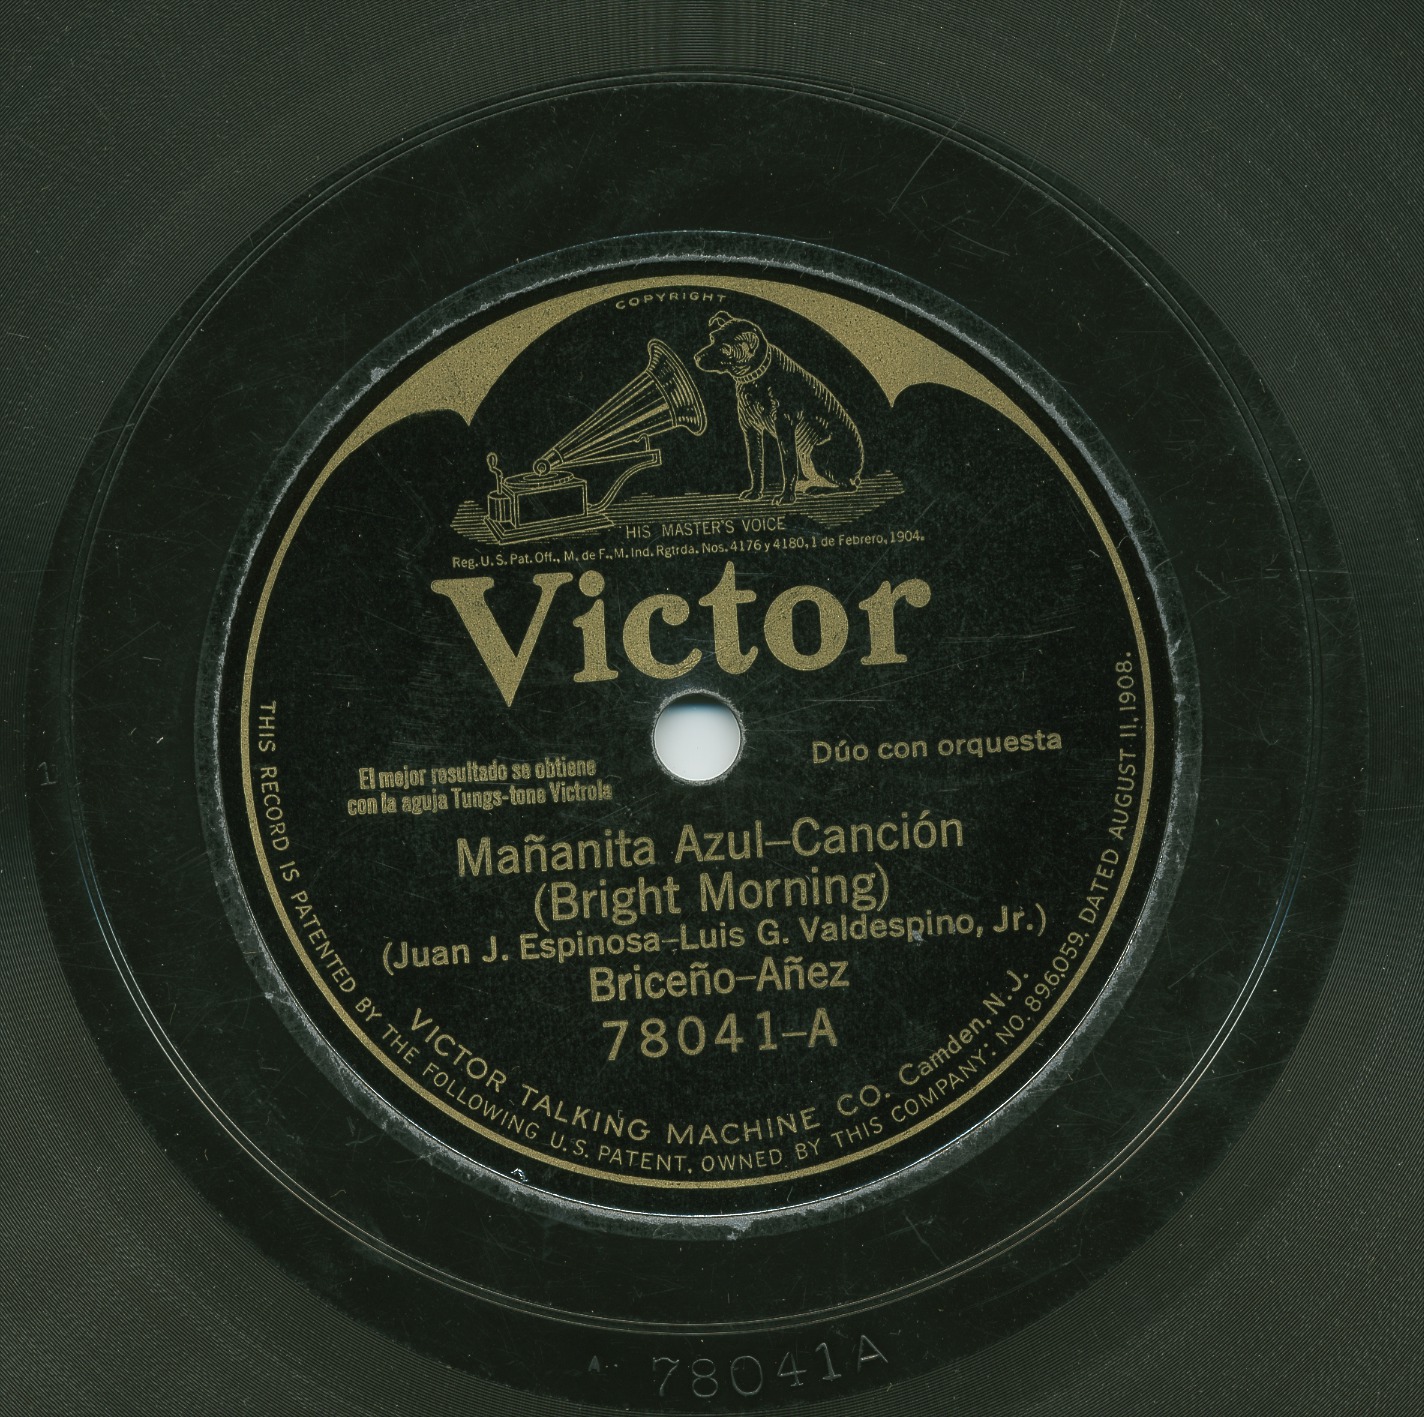 COPYRIGHT
HIS MASTER'S VOICE
Reg. U.S. Pat. Off., M. de F., M. Ind. Rgtrda. Nos. 4176 y 4180, 1 de Febrero, 1904.
Victor
Dúo con orquesta
El mejor resultado se obtiene
con la aguja Tungs-tone Victrola
Mañanita Azul–Canción
(Bright Morning)
(Juan J. Espinosa–Luis G. Valdespino, Jr.)
Briceño–Añez
78041–A
VICTOR TALKING MACHINE CO. Camden, N. J.
THIS RECORD IS PATENTED BY THE FOLLOWING U.S. PATENT, OWNED BY THIS COMPANY: NO. 896,059, DATED AUGUST 11, 1908.
1
78041A